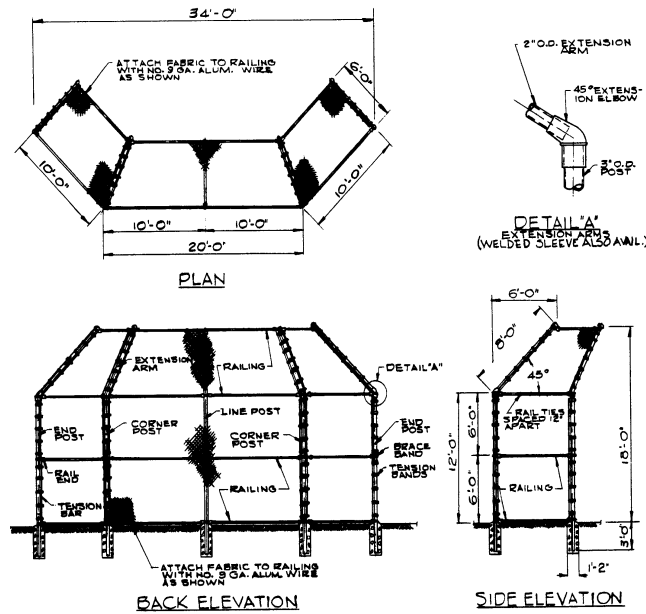 34'-0"
ATTACH FABRIC TO RAILING
WITH NO. 9 GA. ALUM. WIRE
AS SHOWN
6'-0"
10'-0"
10'-0"
10'-0"
10'-0"
20'-0"
PLAN
2" O.D. EXTENSION
ARM
45° EXTENS-
ION ELBOW
3" O.D.
POST
DETAIL "A"
EXTENSION ARMS
(WELDED SLEEVE ALSO AVAIL.)
EXTENSION
ARM
RAILING
DETAIL "A"
LINE POST
END
POST
CORNER
POST
CORNER
POST
END
POST
BRACE
BAND
RAIL
END
TENSION
BANDS
RAILING
TENSION
BAR
ATTACH FABRIC TO RAILING
WITH NO. 9 GA. ALUM. WIRE
AS SHOWN
BACK ELEVATION
6'-0"
8'-0"
45°
RAIL TIES
SPACED 12"
APART
12'-0"
6'-0"
6'-0"
18'-0"
RAILING
3'-0"
1'-2"
SIDE ELEVATION